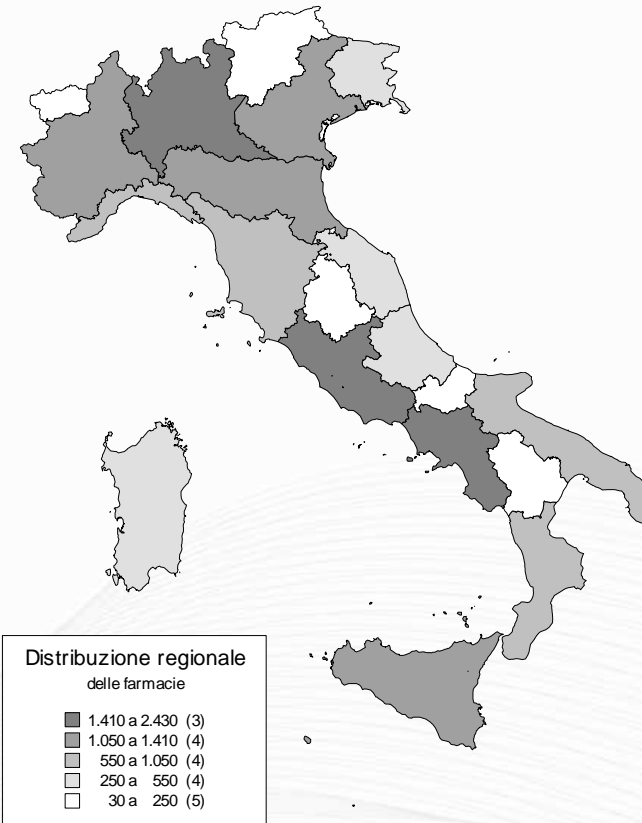 Distribuzione regionale
delle farmacie
1.410 a 2.430 (3)
1.050 a 1.410 (4)
550 a 1.050 (4)
250 a 550 (4)
30 a 250 (5)